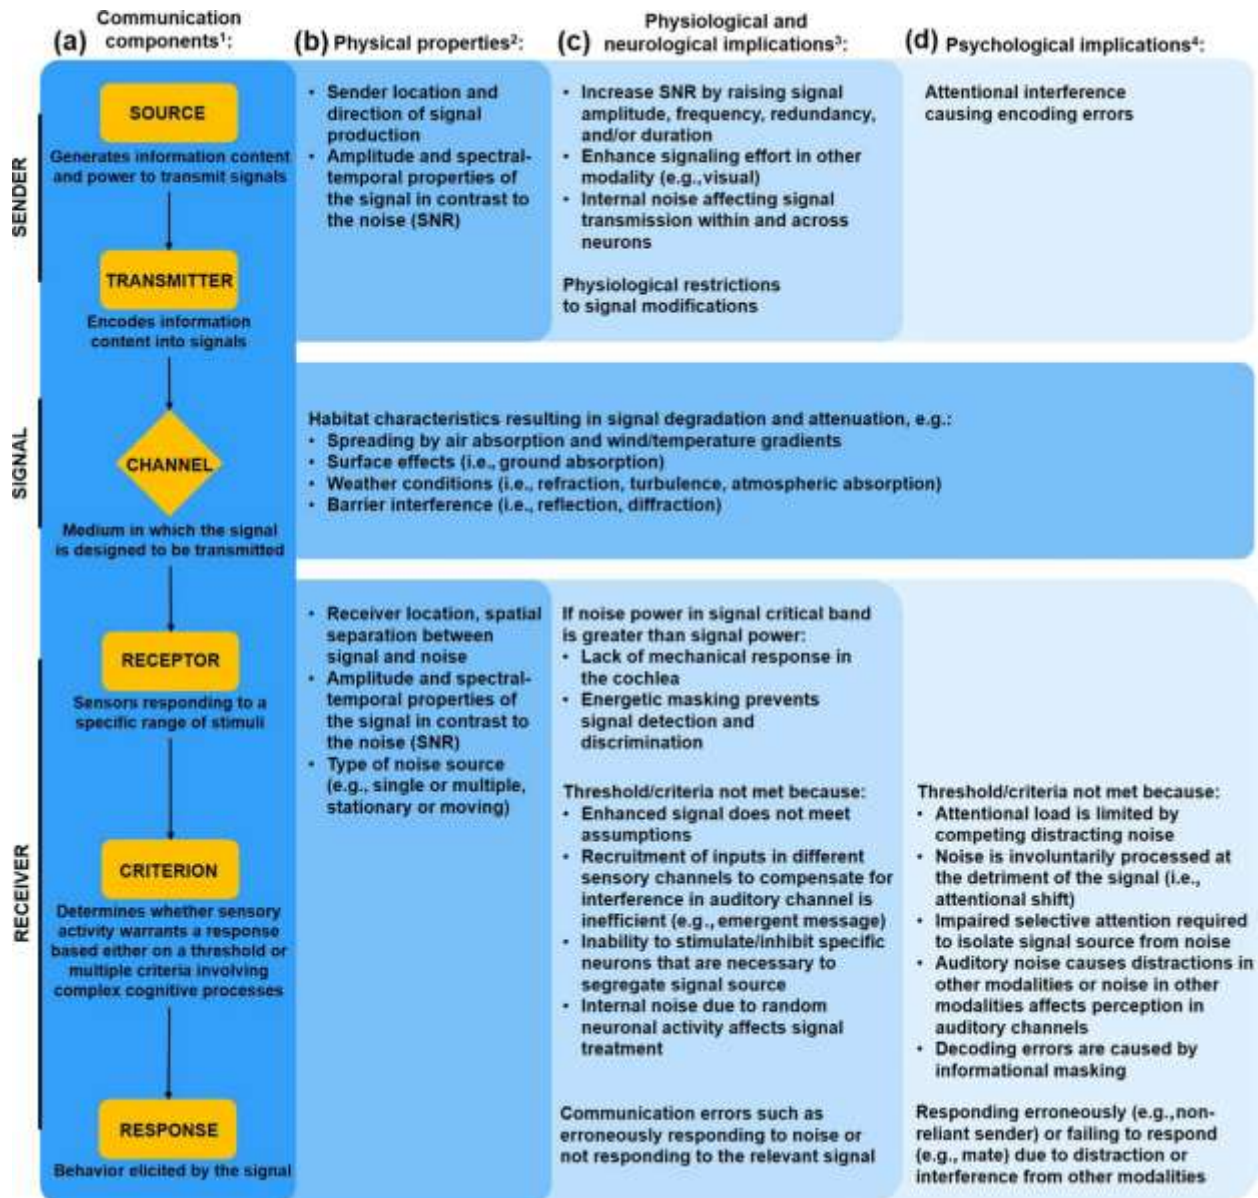 (a) Communication
components¹:
(b) Physical properties²:
(c) Physiological and
neurological implications³:
(d) Psychological implications⁴:
SENDER
SOURCE
Generates information content
and power to transmit signals
TRANSMITTER
Encodes information
content into signals
• Sender location and
direction of signal
production
• Amplitude and spectral-
temporal properties of
the signal in contrast to
the noise (SNR)
• Increase SNR by raising signal
amplitude, frequency, redundancy,
and/or duration
• Enhance signaling effort in other
modality (e.g., visual)
• Internal noise affecting signal
transmission within and across
neurons
Physiological restrictions
to signal modifications
Attentional interference
causing encoding errors
SIGNAL
CHANNEL
Medium in which the signal
is designed to be transmitted
Habitat characteristics resulting in signal degradation and attenuation, e.g.:
• Spreading by air absorption and wind/temperature gradients
• Surface effects (i.e., ground absorption)
• Weather conditions (i.e., refraction, turbulence, atmospheric absorption)
• Barrier interference (i.e., reflection, diffraction)
RECEIVER
RECEPTOR
Sensors responding to a
specific range of stimuli
CRITERION
Determines whether sensory
activity warrants a response
based either on a threshold or
multiple criteria involving
complex cognitive processes
RESPONSE
Behavior elicited by the signal
• Receiver location, spatial
separation between
signal and noise
• Amplitude and spectral-
temporal properties of
the signal in contrast to
the noise (SNR)
• Type of noise source
(e.g., single or multiple,
stationary or moving)
If noise power in signal critical band
is greater than signal power:
• Lack of mechanical response in
the cochlea
• Energetic masking prevents
signal detection and
discrimination
Threshold/criteria not met because:
• Enhanced signal does not meet
assumptions
• Recruitment of inputs in different
sensory channels to compensate for
interference in auditory channel is
inefficient (e.g., emergent message)
• Inability to stimulate/inhibit specific
neurons that are necessary to
segregate signal source
• Internal noise due to random
neuronal activity affects signal
treatment
Communication errors such as
erroneously responding to noise or
not responding to the relevant signal
Threshold/criteria not met because:
• Attentional load is limited by
competing distracting noise
• Noise is involuntarily processed at
the detriment of the signal (i.e.,
attentional shift)
• Impaired selective attention required
to isolate signal source from noise
• Auditory noise causes distractions in
other modalities or noise in other
modalities affects perception in
auditory channels
• Decoding errors are caused by
informational masking
Responding erroneously (e.g., non-
reliant sender) or failing to respond
(e.g., mate) due to distraction or
interference from other modalities